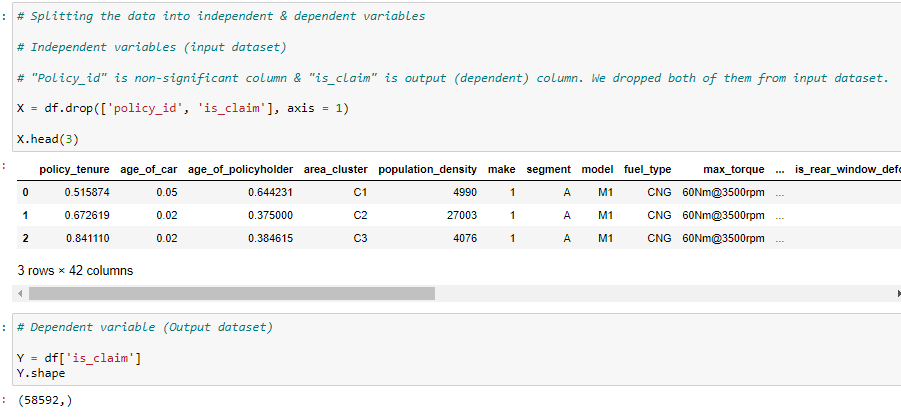 : # Splitting the data into independent & dependent variables
# Independent variables (input dataset)
# "Policy_id" is non-significant column & "is_claim" is output (dependent) column. We dropped both of them from input dataset.
X = df.drop(['policy_id', 'is_claim'], axis = 1)
X.head(3)
: policy_tenure age_of_car age_of_policyholder area_cluster population_density make segment model fuel_type max_torque ... is_rear_window_defo
0 0.515874 0.05 0.644231 C1 4990 1 A M1 CNG 60Nm@3500rpm ...
1 0.672619 0.02 0.375000 C2 27003 1 A M1 CNG 60Nm@3500rpm ...
2 0.841110 0.02 0.384615 C3 4076 1 A M1 CNG 60Nm@3500rpm ...
3 rows × 42 columns
: # Dependent variable (Output dataset)
Y = df['is_claim']
Y.shape
: (58592,)